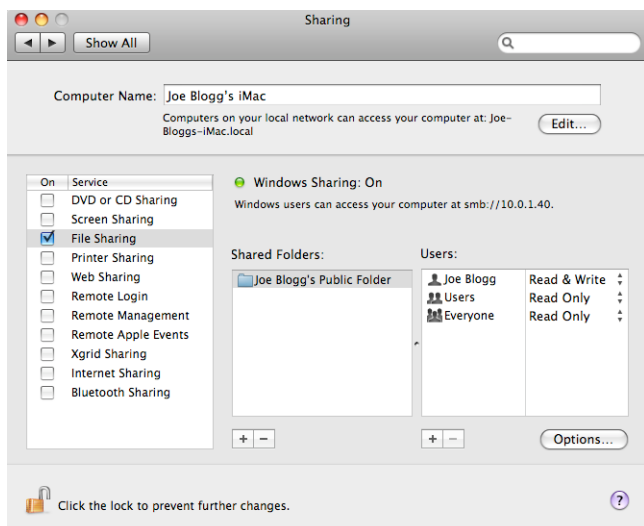 Sharing
Show All
Computer Name: Joe Blogg's iMac
Computers on your local network can access your computer at: Joe-
Bloggs-iMac.local
Edit...
On Service
DVD or CD Sharing
Screen Sharing
File Sharing
Printer Sharing
Web Sharing
Remote Login
Remote Management
Remote Apple Events
Xgrid Sharing
Internet Sharing
Bluetooth Sharing
Windows Sharing: On
Windows users can access your computer at smb://10.0.1.40.
Shared Folders:
Joe Blogg's Public Folder
Users:
Joe Blogg Read & Write
Users Read Only
Everyone Read Only
+ −
+ −
Options...
Click the lock to prevent further changes.
?